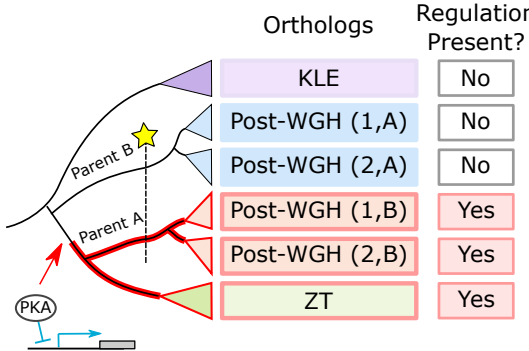 Orthologs
Regulation
Present?
KLE
No
Post-WGH (1,A)
No
Parent B
Post-WGH (2,A)
No
Post-WGH (1,B)
Yes
Parent A
Post-WGH (2,B)
Yes
PKA
ZT
Yes